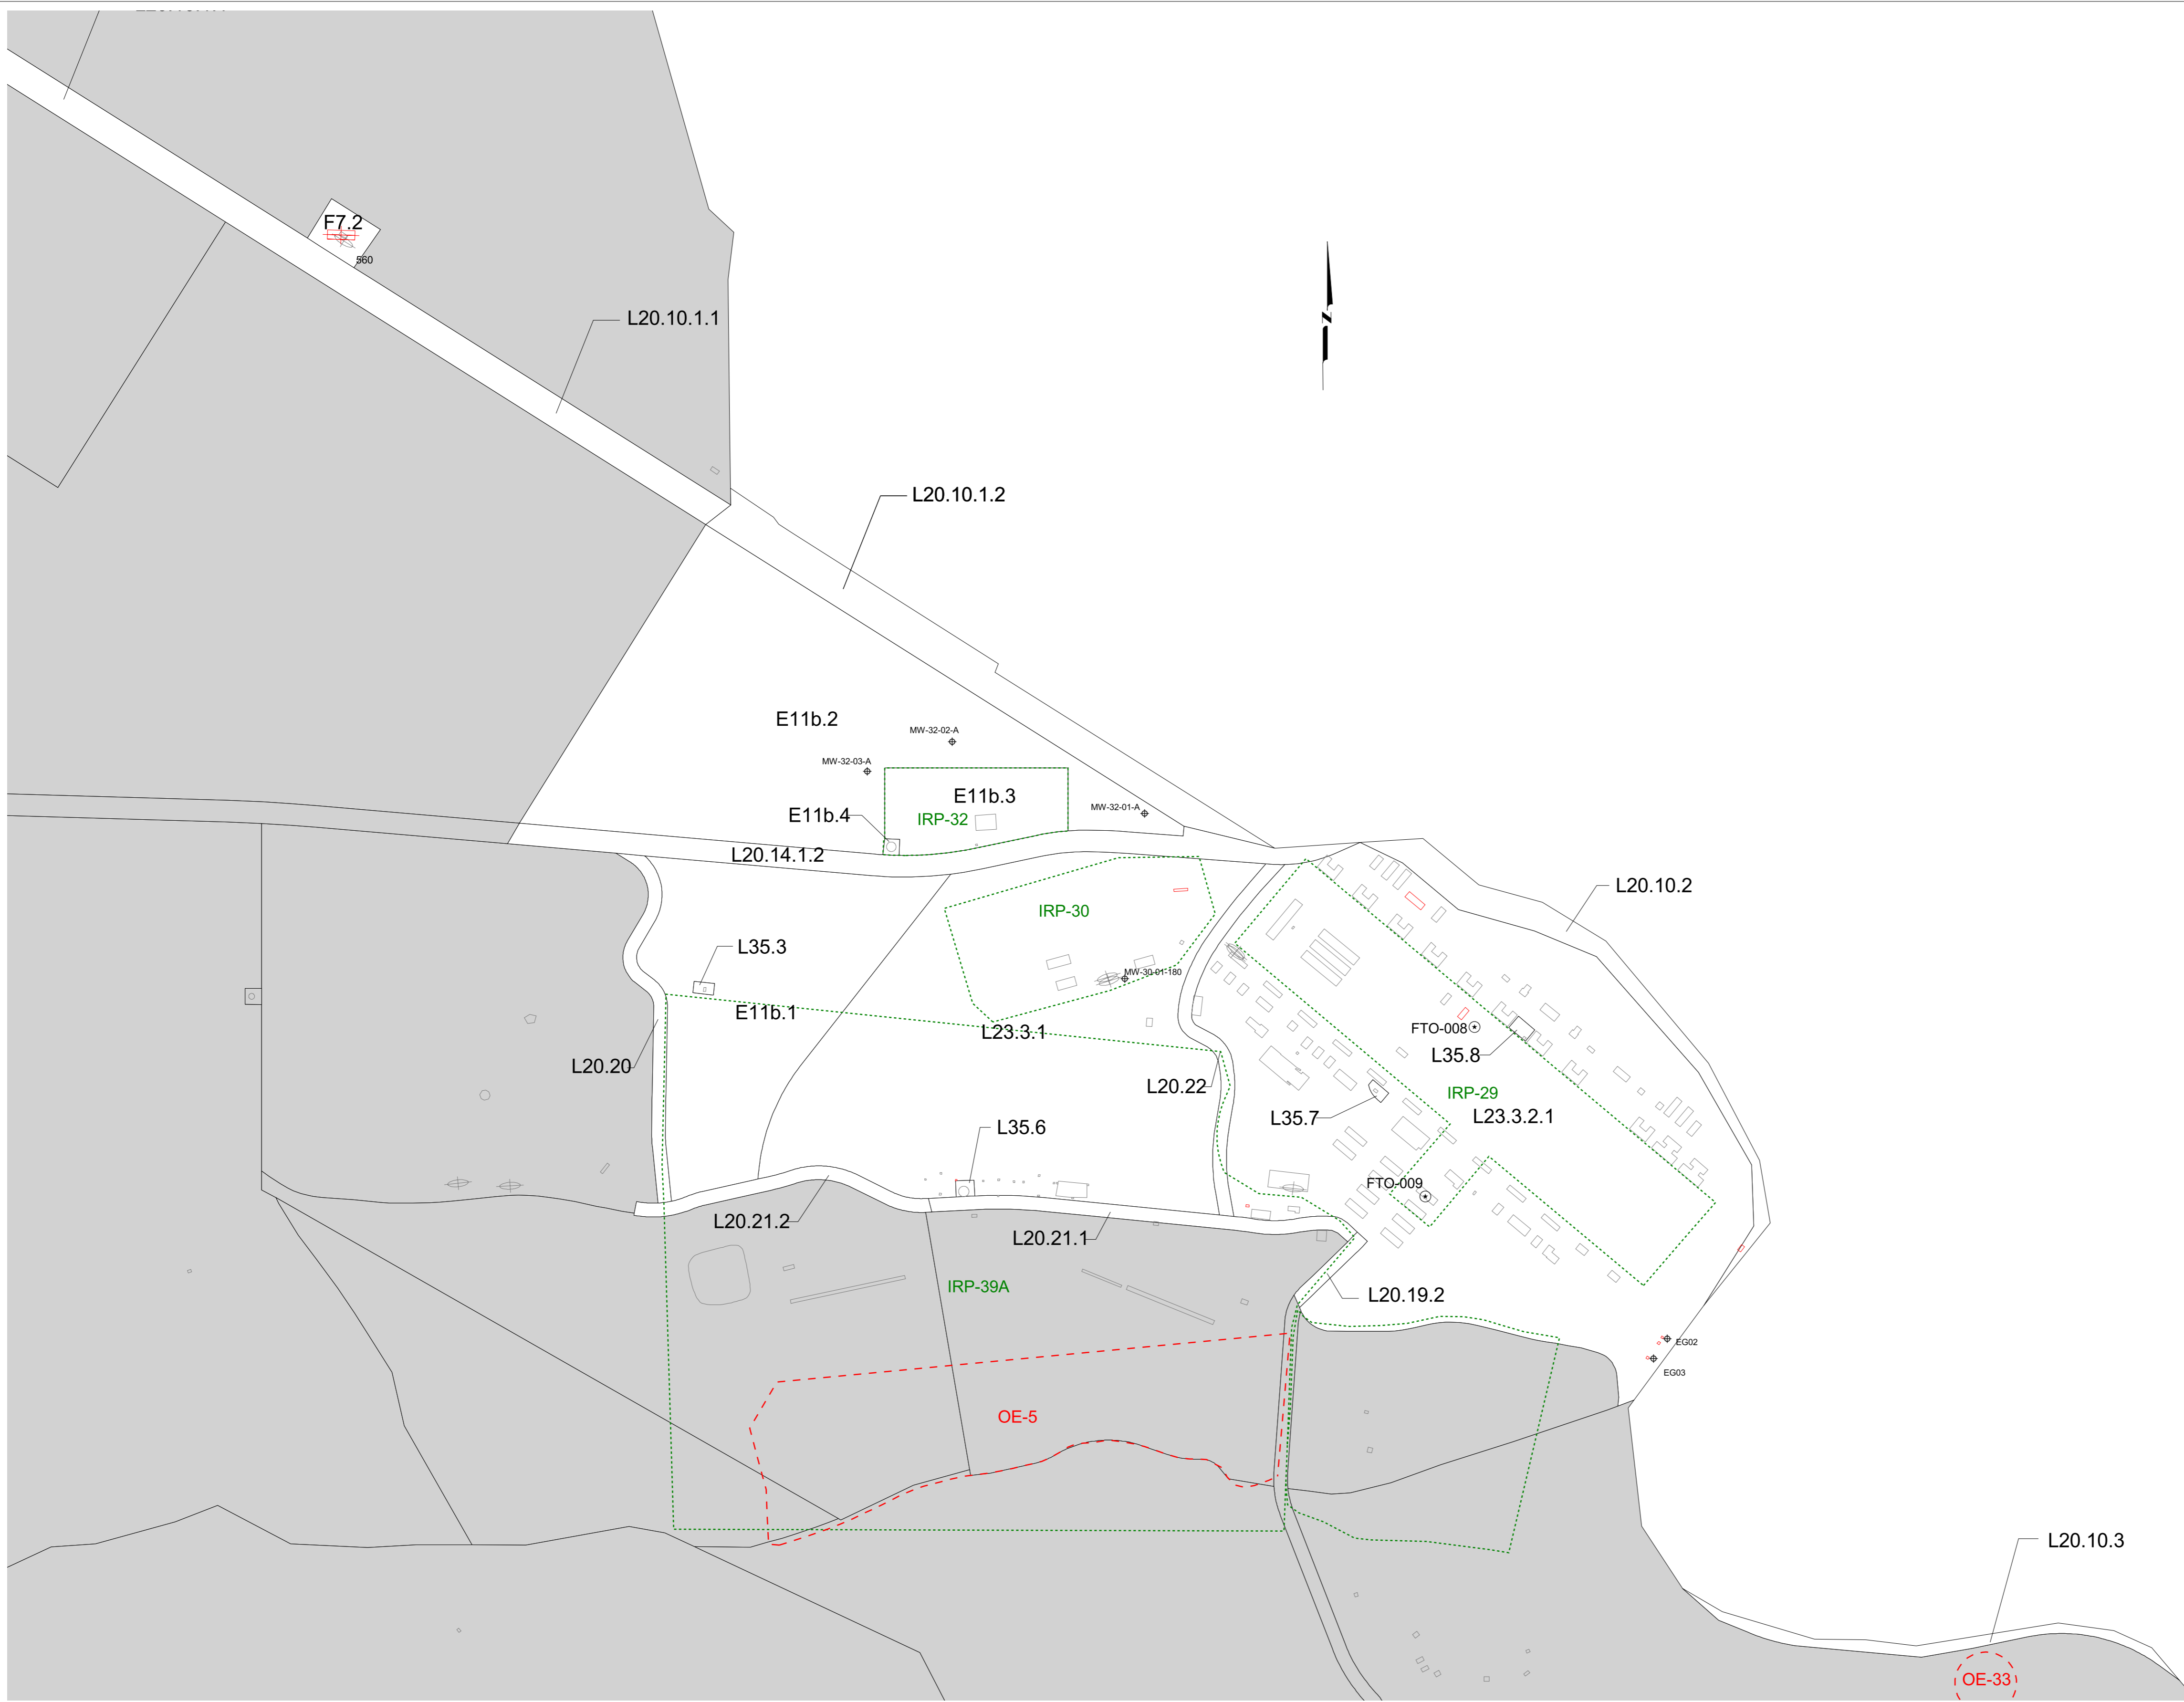 F7.2
560
L20.10.1.1
N
L20.10.1.2
E11b.2
MW-32-02-A
MW-32-03-A
E11b.3
MW-32-01-A
E11b.4
IRP-32
L20.14.1.2
L20.10.2
IRP-30
L35.3
MW-30-01-180
E11b.1
L23.3.1
FTO-008
L35.8
L20.20
L20.22
IRP-29
L35.7
L23.3.2.1
L35.6
FTO-009
L20.21.2
L20.21.1
IRP-39A
L20.19.2
EG02
EG03
OE-5
L20.10.3
OE-33